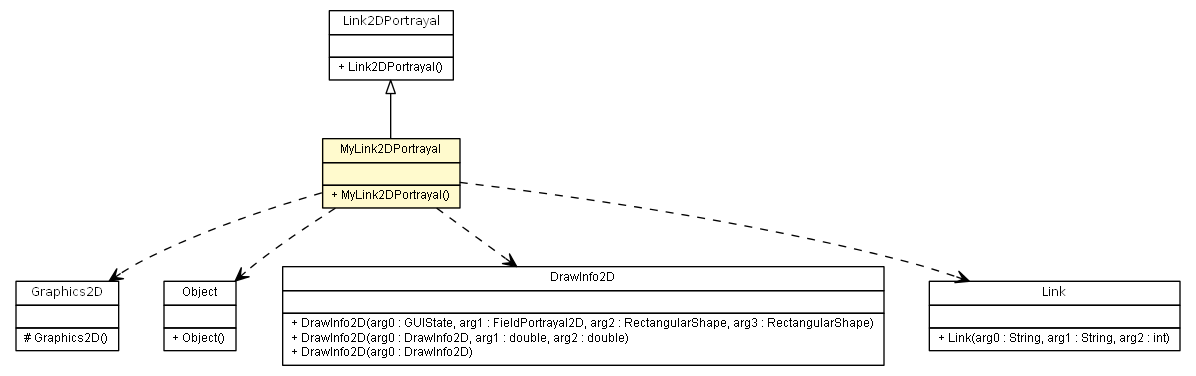 Link2DPortrayal
+ Link2DPortrayal()
MyLink2DPortrayal
+ MyLink2DPortrayal()
Graphics2D
# Graphics2D()
Object
+ Object()
DrawInfo2D
+ DrawInfo2D(arg0 : GUIState, arg1 : FieldPortrayal2D, arg2 : RectangularShape, arg3 : RectangularShape)
+ DrawInfo2D(arg0 : DrawInfo2D, arg1 : double, arg2 : double)
+ DrawInfo2D(arg0 : DrawInfo2D)
Link
+ Link(arg0 : String, arg1 : String, arg2 : int)